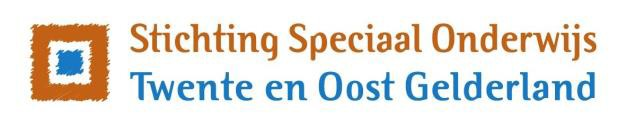 Stichting Speciaal Onderwijs
Twente en Oost Gelderland